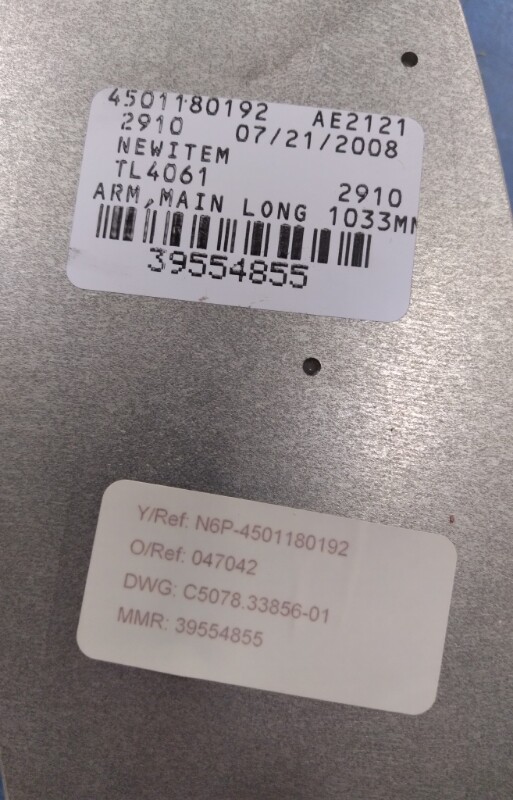 4501180192 AE2121
2910 07/21/2008
NEWITEM
TL4061 2910
ARM,MAIN LONG 1033MM
39554855
Y/Ref: N6P-4501180192
O/Ref: 047042
DWG: C5078.33856-01
MMR: 39554855